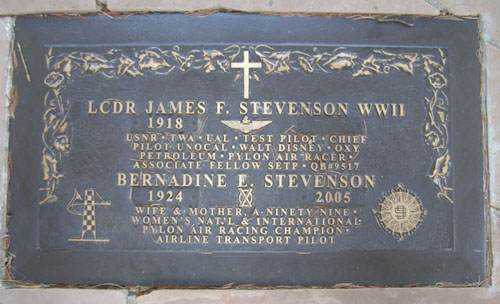 LCDR JAMES F. STEVENSON WWII
1918
USNR · TWA · UAL · TEST PILOT · CHIEF
PILOT UNOCAL · WALT DISNEY · OXY
PETROLEUM · PYLON AIR RACER ·
ASSOCIATE FELLOW SETP · QB#9517
BERNADINE E. STEVENSON
1924 2005
WIFE & MOTHER, A NINETY NINE ·
WOMEN'S NAT'L & INTERNATIONAL
PYLON AIR RACING CHAMPION ·
AIRLINE TRANSPORT PILOT